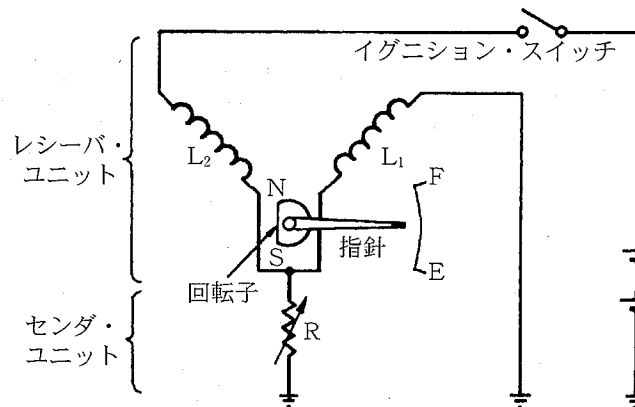 イグニション・スイッチ
レシーバ・
ユニット
L₂
L₁
N
F
S
指針
E
回転子
センダ・
ユニット
R